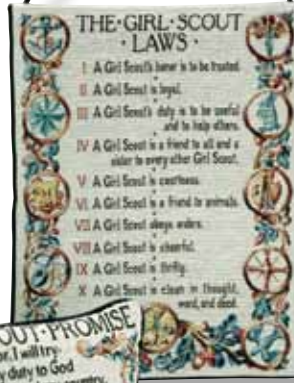 THE·GIRL·SCOUT
·LAWS·
I A Girl Scout's honor is to be trusted.
II A Girl Scout is loyal.
III A Girl Scout's duty is to be useful
and to help others.
IV A Girl Scout is a friend to all and a
sister to every other Girl Scout.
V A Girl Scout is courteous.
VI A Girl Scout is a friend to animals.
VII A Girl Scout obeys orders.
VIII A Girl Scout is cheerful.
IX A Girl Scout is thrifty.
X A Girl Scout is clean in thought,
word, and deed.
OUT·PROMISE
I will try:
duty to God
country,